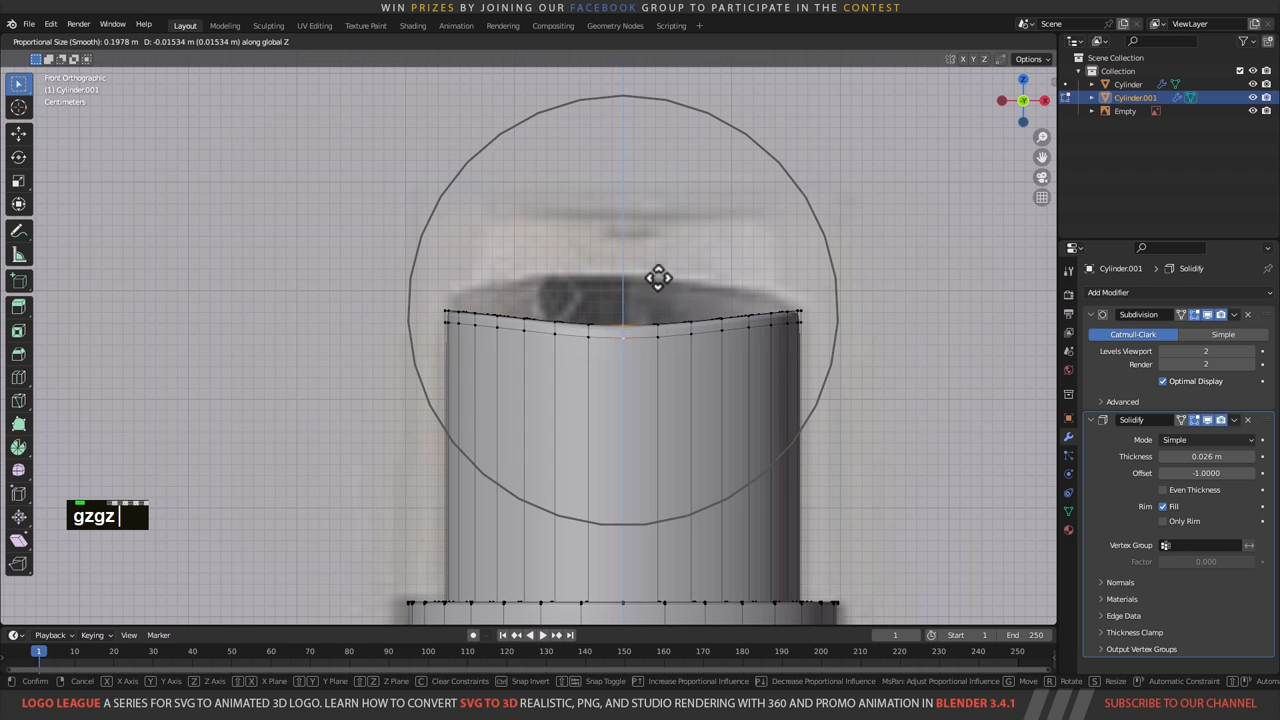 WIN PRIZES BY JOINING OUR FACEBOOK GROUP TO PARTICIPATE IN THE CONTEST
File Edit Render Window Help Layout Modeling Sculpting UV Editing Texture Paint Shading Animation Rendering Compositing Geometry Nodes Scripting + Scene ViewLayer
Proportional Size (Smooth): 0.1978 m D: -0.01534 m (0.01534 m) along global Z
X Y Z Options
Front Orthographic
(1) Cylinder.001
Centimeters
Z
-Y
X
Scene Collection
Collection
Cylinder
Cylinder.001
Empty
Cylinder.001 > Solidify
Add Modifier
Subdivision
Catmull-Clark Simple
Levels Viewport 2
Render 2
Optimal Display
Advanced
Solidify
Mode Simple
Thickness 0.026 m
Offset -1.0000
Even Thickness
Rim Fill
Only Rim
Vertex Group
Factor 0.000
Normals
Materials
Edge Data
Thickness Clamp
Output Vertex Groups
gzgz
Playback Keying View Marker 1 Start 1 End 250
1 10 20 30 40 50 60 70 80 90 100 110 120 130 140 150 160 170 180 190 200 210 220 230 240 250
Confirm Cancel X X Axis Y Y Axis Z Z Axis X X Plane Y Y Plane Z Z Plane C Clear Constraints Snap Invert Snap Toggle Increase Proportional Influence Decrease Proportional Influence MsPan: Adjust Proportional Influence G Move R Rotate S Resize Automatic Constraint
LOGO LEAGUE A SERIES FOR SVG TO ANIMATED 3D LOGO. LEARN HOW TO CONVERT SVG TO 3D REALISTIC, PNG, AND STUDIO RENDERING WITH 360 AND PROMO ANIMATION IN BLENDER 3.4.1 SUBSCRIBE TO OUR CHANNEL